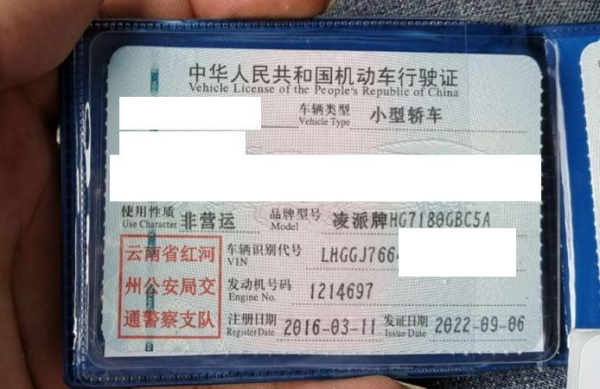 中华人民共和国机动车行驶证
Vehicle License of the People's Republic of China
车辆类型 小型轿车
Vehicle Type
使用性质 非营运 品牌型号 凌派牌HG7180GBC5A
Use Character Model
云南省红河
州公安局交
通警察支队
车辆识别代号 LHGGJ766
VIN
发动机号码 1214697
Engine No.
注册日期 2016-03-11 发证日期 2022-09-06
Register Date Issue Date